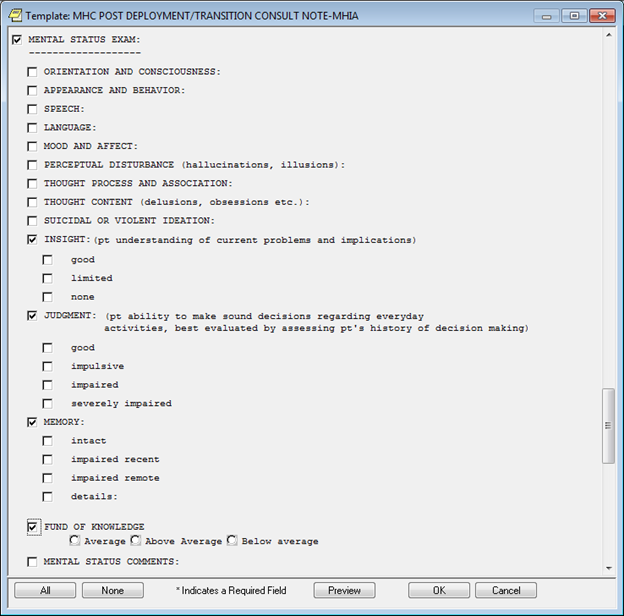 Template: MHC POST DEPLOYMENT/TRANSITION CONSULT NOTE-MHIA
MENTAL STATUS EXAM:
-------------------
ORIENTATION AND CONSCIOUSNESS:
APPEARANCE AND BEHAVIOR:
SPEECH:
LANGUAGE:
MOOD AND AFFECT:
PERCEPTUAL DISTURBANCE (hallucinations, illusions):
THOUGHT PROCESS AND ASSOCIATION:
THOUGHT CONTENT (delusions, obsessions etc.):
SUICIDAL OR VIOLENT IDEATION:
INSIGHT:(pt understanding of current problems and implications)
good
limited
none
JUDGMENT: (pt ability to make sound decisions regarding everyday
activities, best evaluated by assessing pt's history of decision making)
good
impulsive
impaired
severely impaired
MEMORY:
intact
impaired recent
impaired remote
details:
FUND OF KNOWLEDGE
Average Above Average Below average
MENTAL STATUS COMMENTS:
All None * Indicates a Required Field Preview OK Cancel